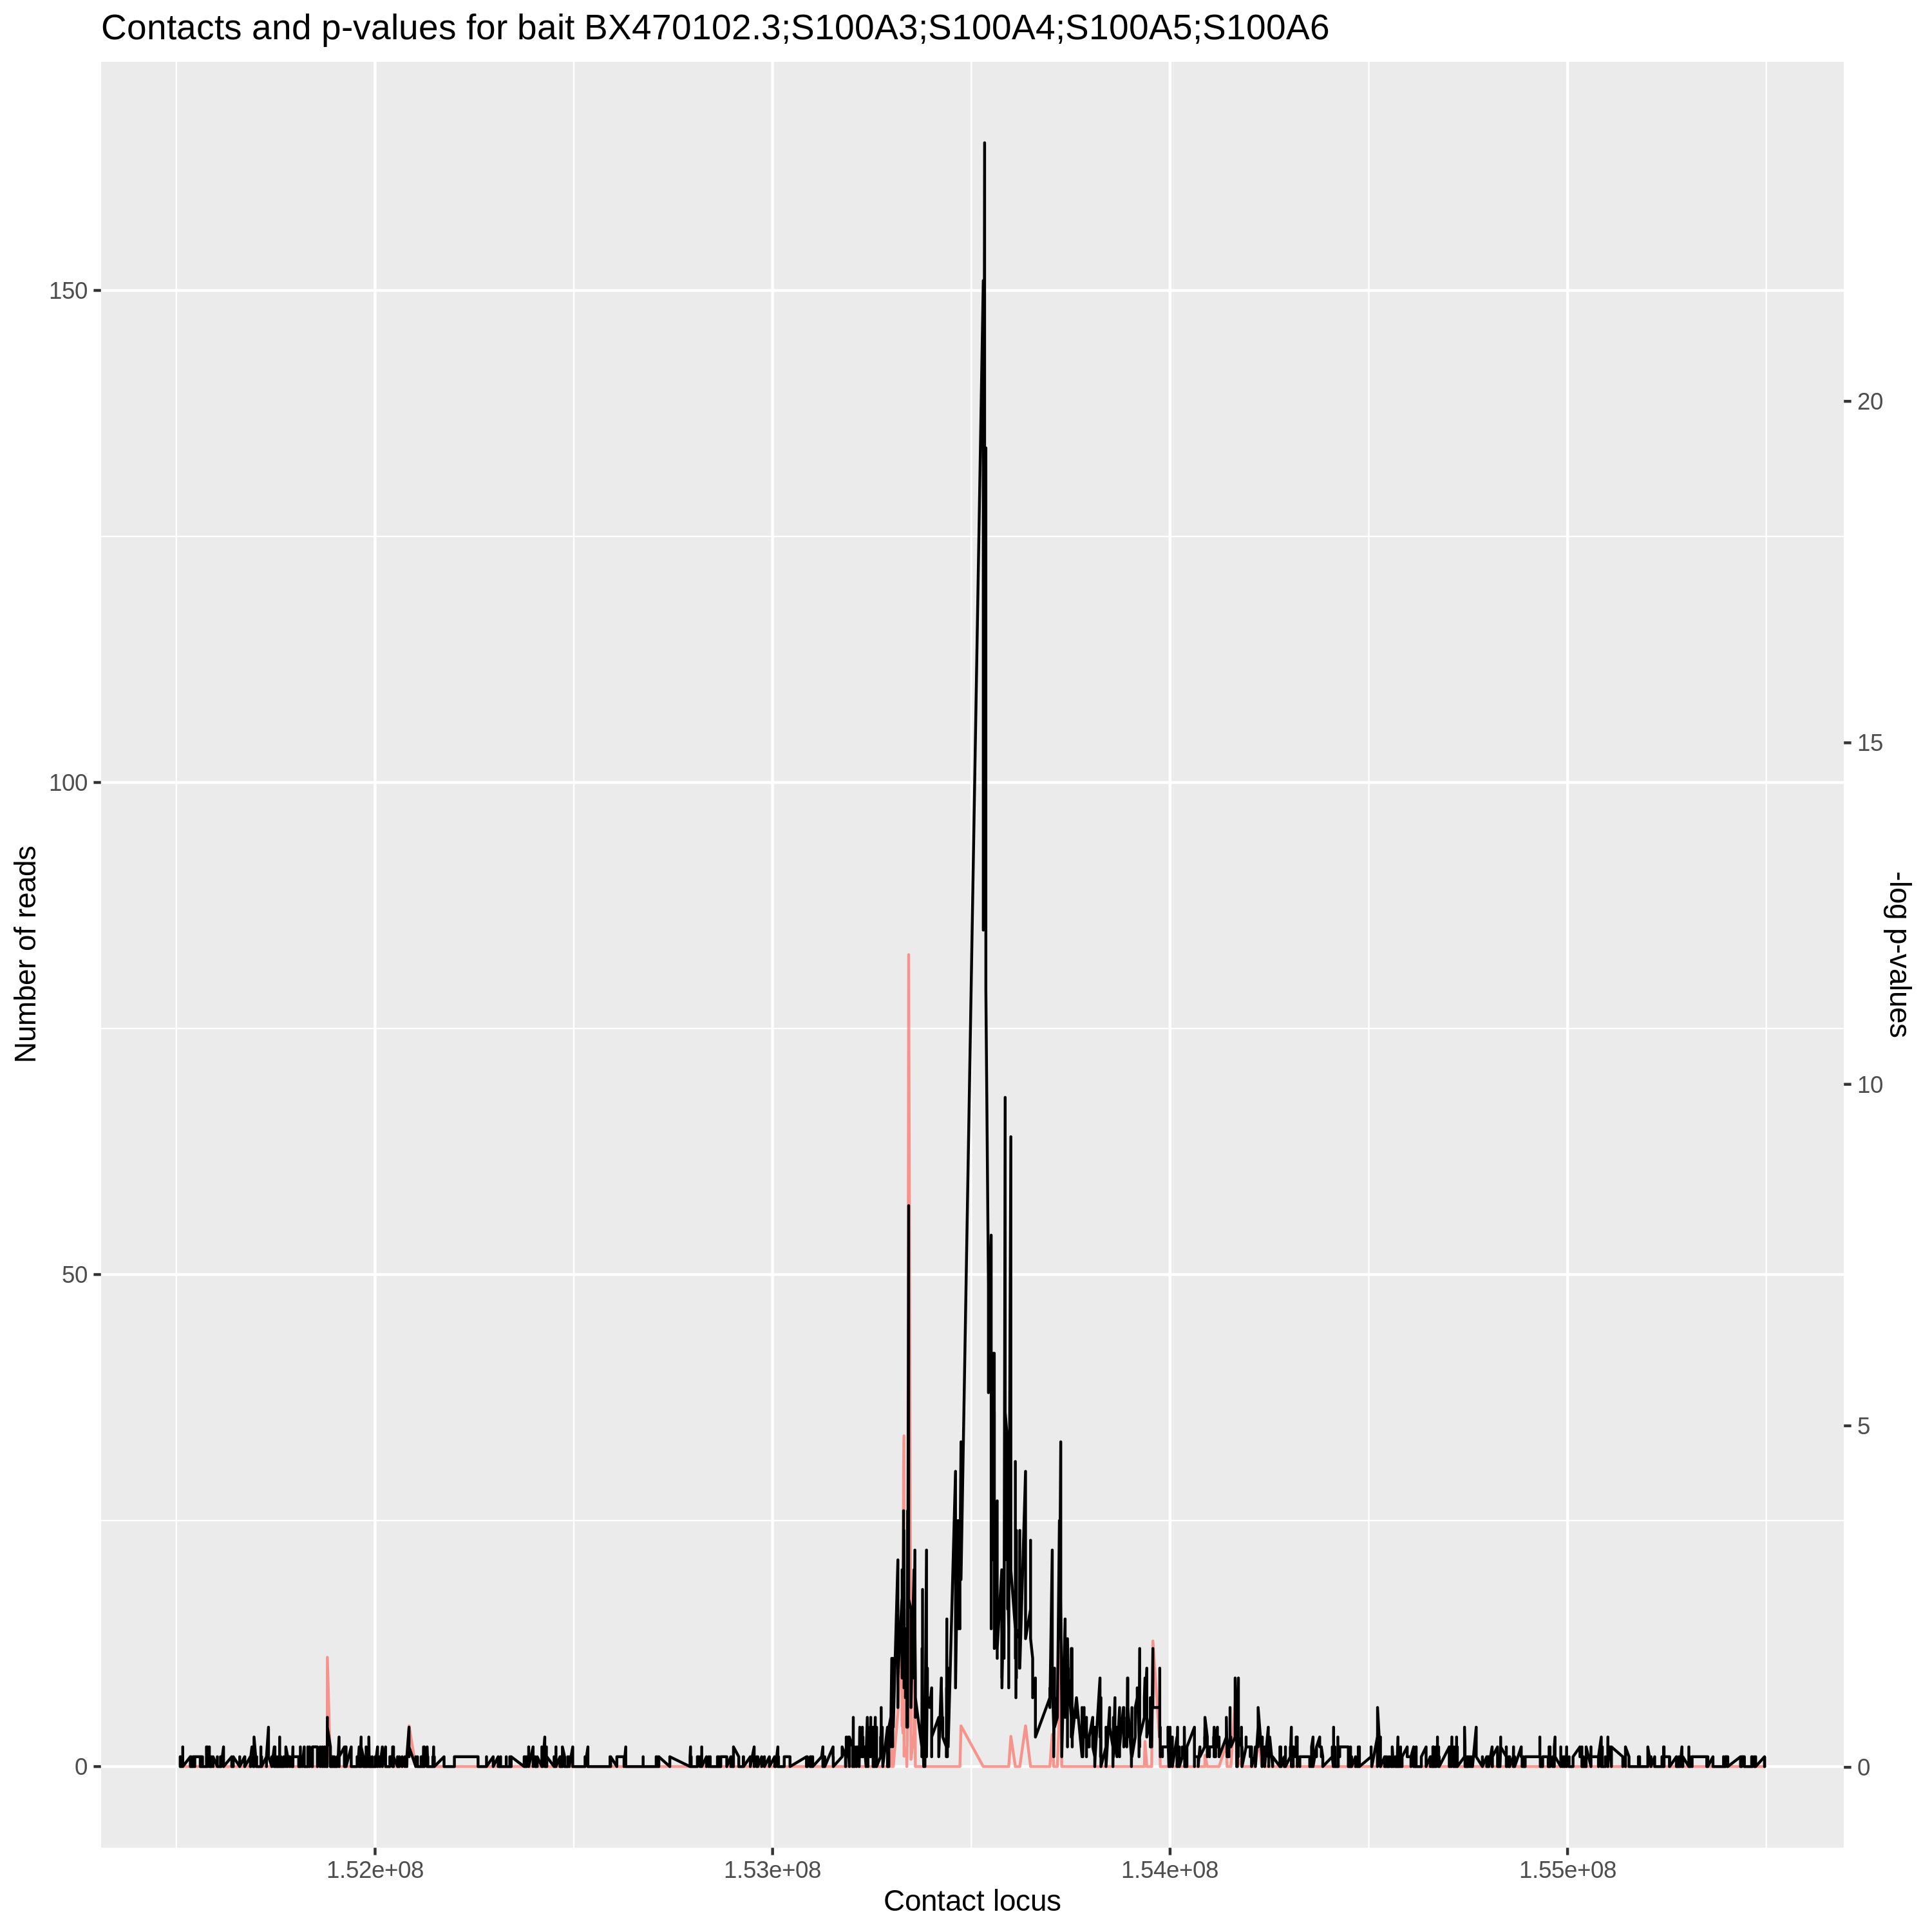 Contacts and p-values for bait BX470102.3;S100A3;S100A4;S100A5;S100A6
150
100
50
0
Number of reads
20
15
10
5
0
-log p-values
1.52e+08
1.53e+08
1.54e+08
1.55e+08
Contact locus